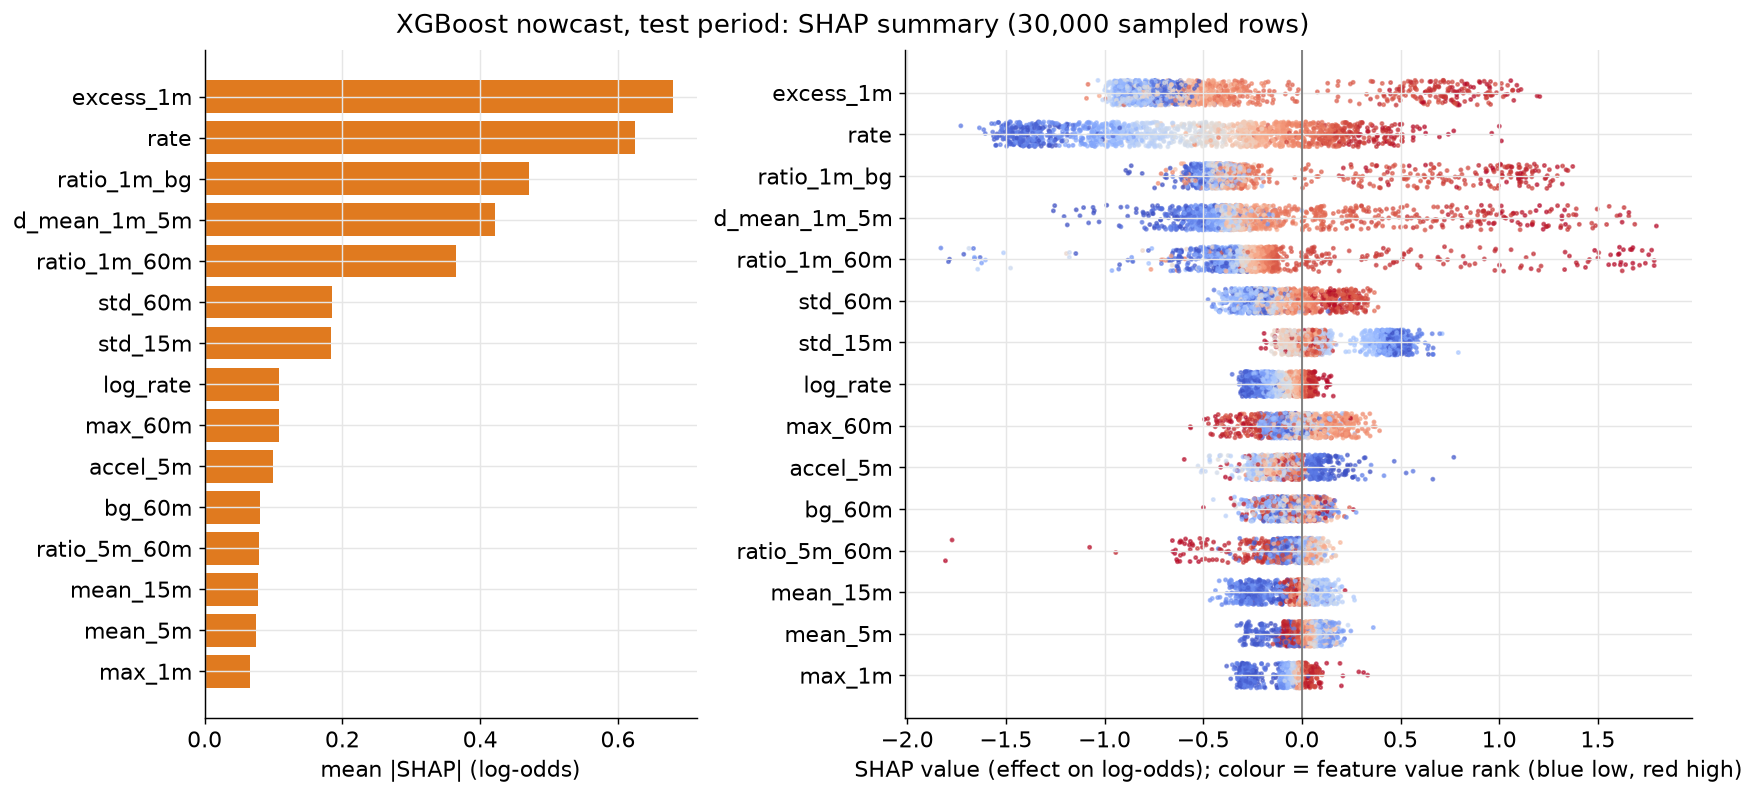 XGBoost nowcast, test period: SHAP summary (30,000 sampled rows)
excess_1m
rate
ratio_1m_bg
d_mean_1m_5m
ratio_1m_60m
std_60m
std_15m
log_rate
max_60m
accel_5m
bg_60m
ratio_5m_60m
mean_15m
mean_5m
max_1m
0.0 0.2 0.4 0.6
mean |SHAP| (log-odds)
excess_1m
rate
ratio_1m_bg
d_mean_1m_5m
ratio_1m_60m
std_60m
std_15m
log_rate
max_60m
accel_5m
bg_60m
ratio_5m_60m
mean_15m
mean_5m
max_1m
−2.0 −1.5 −1.0 −0.5 0.0 0.5 1.0 1.5
SHAP value (effect on log-odds); colour = feature value rank (blue low, red high)